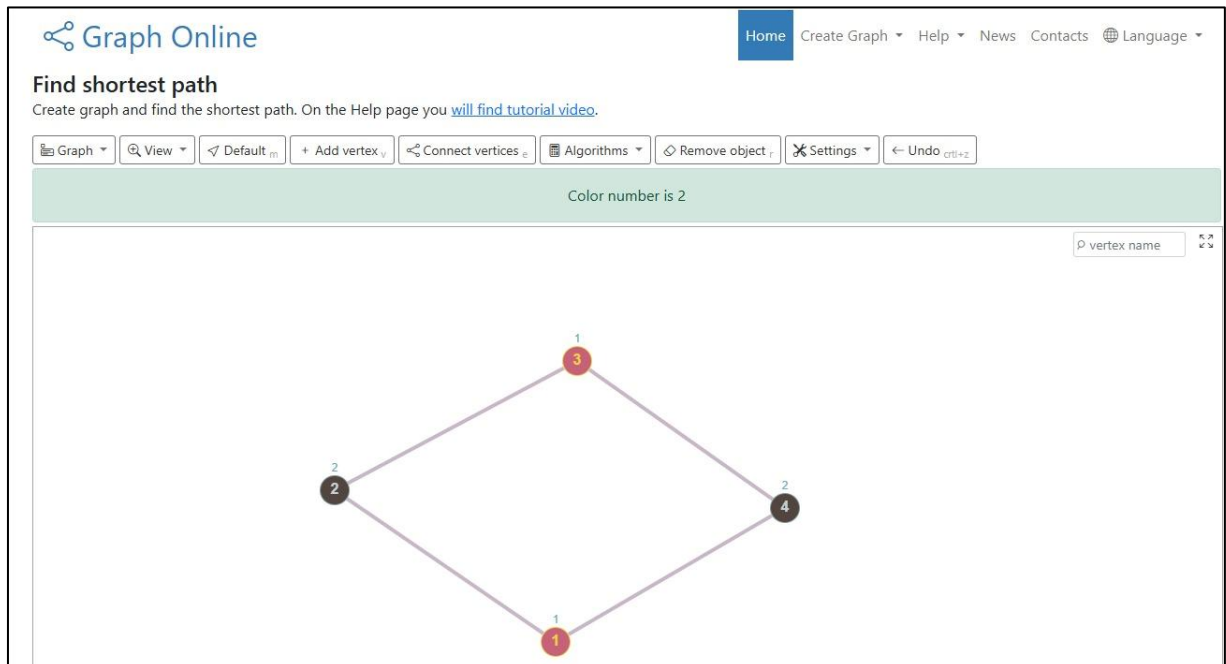 Graph Online
Home Create Graph Help News Contacts Language
Find shortest path
Create graph and find the shortest path. On the Help page you will find tutorial video.
Graph View Default m + Add vertex v Connect vertices e Algorithms Remove object r Settings ← Undo crtl+z
Color number is 2
vertex name
1
3
2
2
2
4
1
1